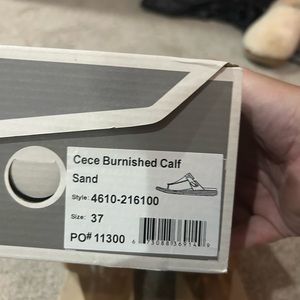 Cece Burnished Calf
Sand
Style: 4610-216100
Size: 37
PO# 11300